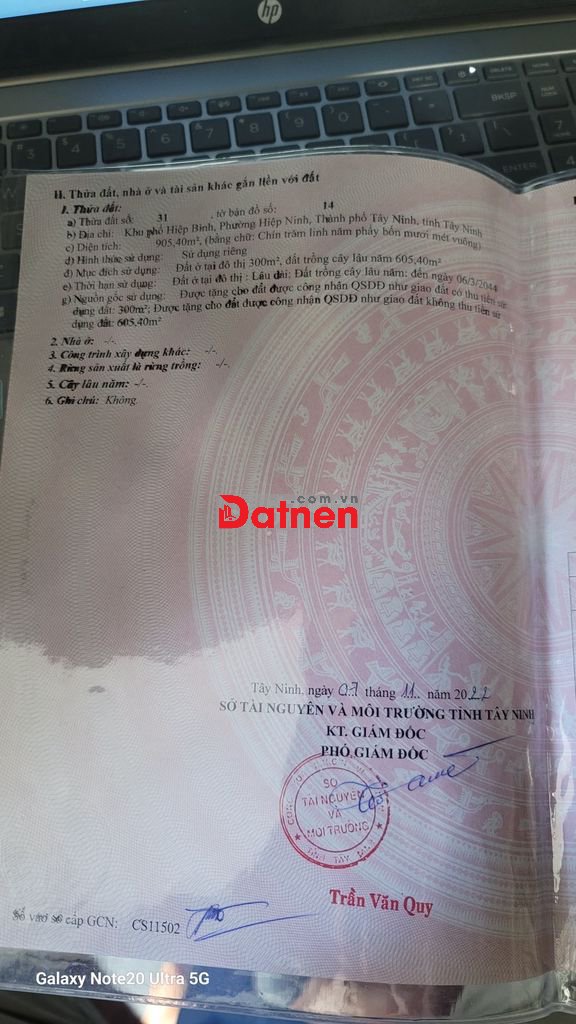 hp
II. Thửa đất, nhà ở và tài sản khác gắn liền với đất
1. Thửa đất:
a) Thửa đất số: 31 , tờ bản đồ số: 14
b) Địa chỉ: Khu phố Hiệp Bình, Phường Hiệp Ninh, Thành phố Tây Ninh, tỉnh Tây Ninh
c) Diện tích: 905,40m², (bằng chữ: Chín trăm linh năm phẩy bốn mươi mét vuông)
d) Hình thức sử dụng: Sử dụng riêng
đ) Mục đích sử dụng: Đất ở tại đô thị 300m², đất trồng cây lâu năm 605,40m²
e) Thời hạn sử dụng: Đất ở tại đô thị : Lâu dài; Đất trồng cây lâu năm: đến ngày 06/3/2044
g) Nguồn gốc sử dụng: Được tặng cho đất được công nhận QSDĐ như giao đất có thu tiền sử
dụng đất: 300m²; Được tặng cho đất được công nhận QSDĐ như giao đất không thu tiền sử
dụng đất: 605,40m²
2. Nhà ở: -/-.
3. Công trình xây dựng khác: -/-.
4. Rừng sản xuất là rừng trồng: -/-.
5. Cây lâu năm: -/-.
6. Ghi chú: Không.
.com.vn
Datnen
Tây Ninh, ngày 07 tháng 11 năm 2022
SỞ TÀI NGUYÊN VÀ MÔI TRƯỜNG TỈNH TÂY NINH
KT. GIÁM ĐỐC
PHÓ GIÁM ĐỐC
SỞ
TÀI NGUYÊN
VÀ
MÔI TRƯỜNG
Trần Văn Quy
Số vào sổ cấp GCN: CS11502
Galaxy Note20 Ultra 5G